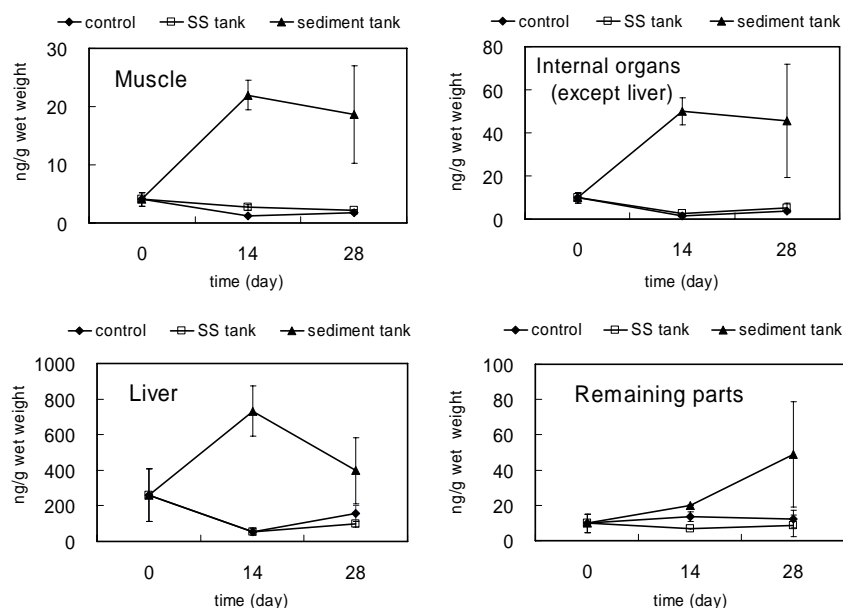 control SS tank sediment tank
30
20
10
0
ng/g wet weight
Muscle
0 14 28
time (day)
control SS tank sediment tank
80
60
40
20
0
ng/g wet weight
Internal organs
(except liver)
0 14 28
time (day)
control SS tank sediment tank
1000
800
600
400
200
0
ng/g wet weight
Liver
0 14 28
time (day)
control SS tank sediment tank
100
80
60
40
20
0
ng/g wet weight
Remaining parts
0 14 28
time (day)